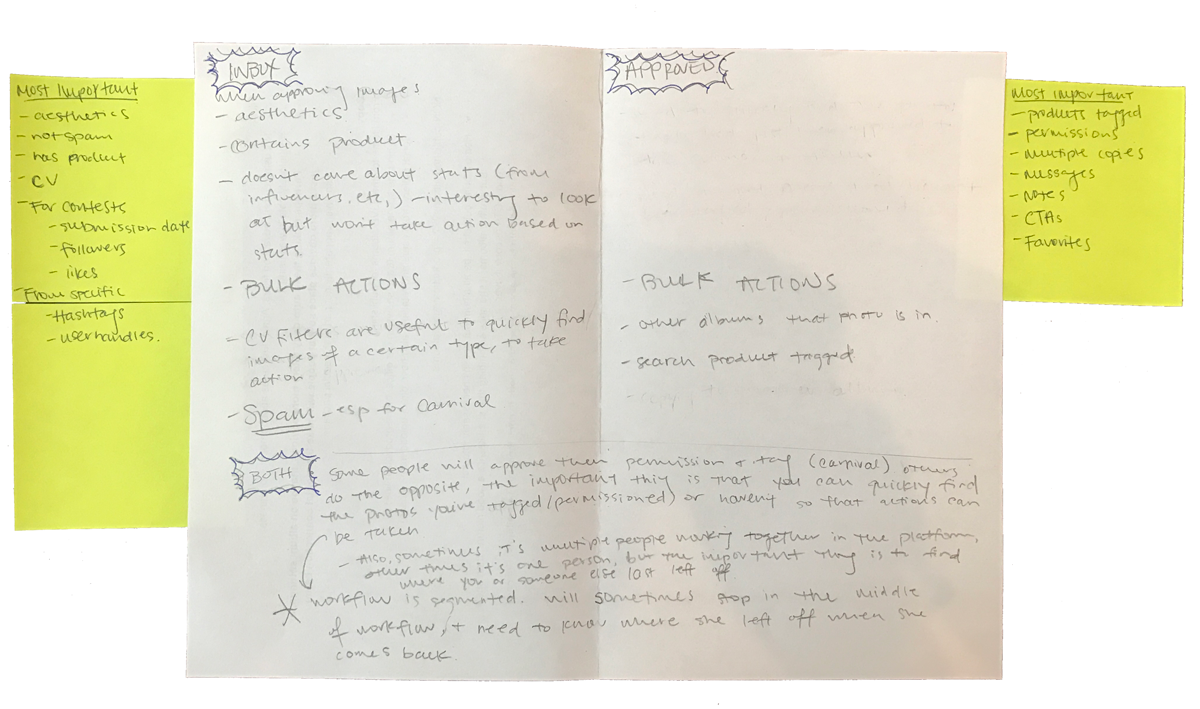 Most Important
- aesthetics
- not spam
- has product
- CV
- For contests
- submission date
- followers
- likes
- From specific
- Hashtags
- user handles.
INBOX
when approving images
- aesthetics
- contains product
- doesn't care about stats (from
influencers, etc,) - interesting to look
at but won't take action based on
stats.
- BULK ACTIONS
- CV Filters are useful to quickly find
images of a certain type, to take
action
- Spam - esp for Carnival
APPROVED
- BULK ACTIONS
- other albums that photo is in.
- search product tagged
Most important
- products tagged
- permissions
- multiple copies
- messages
- Notes
- CTAs
- Favorites
BOTH
Some people will approve then permission & tag (carnival) others
do the opposite, the important thing is that you can quickly find
the photos you've tagged/permissioned) or haven't so that actions can
be taken
- Also, sometimes it's multiple people working together in the platform,
other times it's one person, but the important thing is to find
where you or someone else last left off
* workflow is segmented. will sometimes stop in the middle
of workflow, + need to know where she left off when she
comes back.